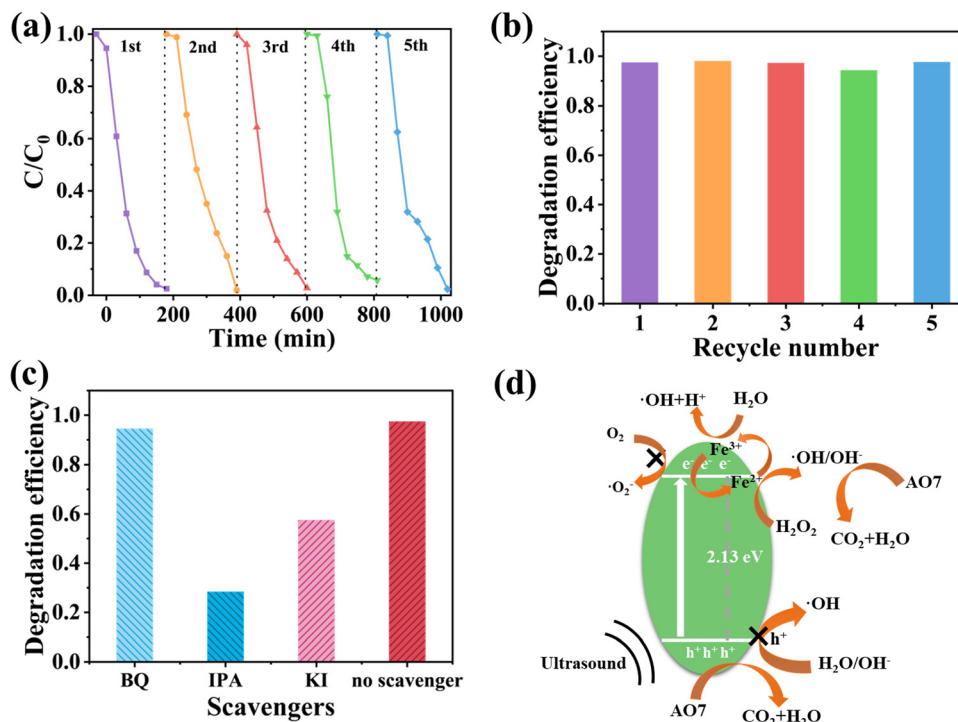 (a)
1st
2nd
3rd
4th
5th
1.0
0.8
0.6
0.4
0.2
0.0
C/C₀
0
200
400
600
800
1000
Time (min)
(b)
1.0
0.8
0.6
0.4
0.2
0.0
Degradation efficiency
1
2
3
4
5
Recycle number
(c)
1.0
0.8
0.6
0.4
0.2
0.0
Degradation efficiency
BQ
IPA
KI
no scavenger
Scavengers
(d)
·OH+H⁺
H₂O
O₂
Fe³⁺
e⁻ e⁻ e⁻
·OH/OH⁻
·O₂⁻
Fe²⁺
AO7
H₂O₂
CO₂+H₂O
2.13 eV
·OH
h⁺
h⁺ h⁺ h⁺
Ultrasound
H₂O/OH⁻
AO7
CO₂+H₂O